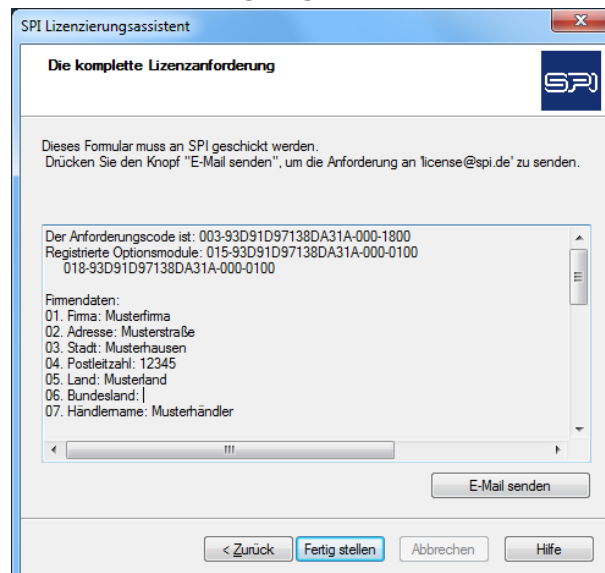 SPI Lizenzierungsassistent
Die komplette Lizenzanforderung
SPI
Dieses Formular muss an SPI geschickt werden.
Drücken Sie den Knopf "E-Mail senden", um die Anforderung an 'license@spi.de' zu senden.
Der Anforderungscode ist: 003-93D91D97138DA31A-000-1800
Registrierte Optionsmodule: 015-93D91D97138DA31A-000-0100
018-93D91D97138DA31A-000-0100
Firmendaten:
01. Firma: Musterfirma
02. Adresse: Musterstraße
03. Stadt: Musterhausen
04. Postleitzahl: 12345
05. Land: Musterland
06. Bundesland:
07. Händlername: Musterhändler
E-Mail senden
< Zurück Fertig stellen Abbrechen Hilfe